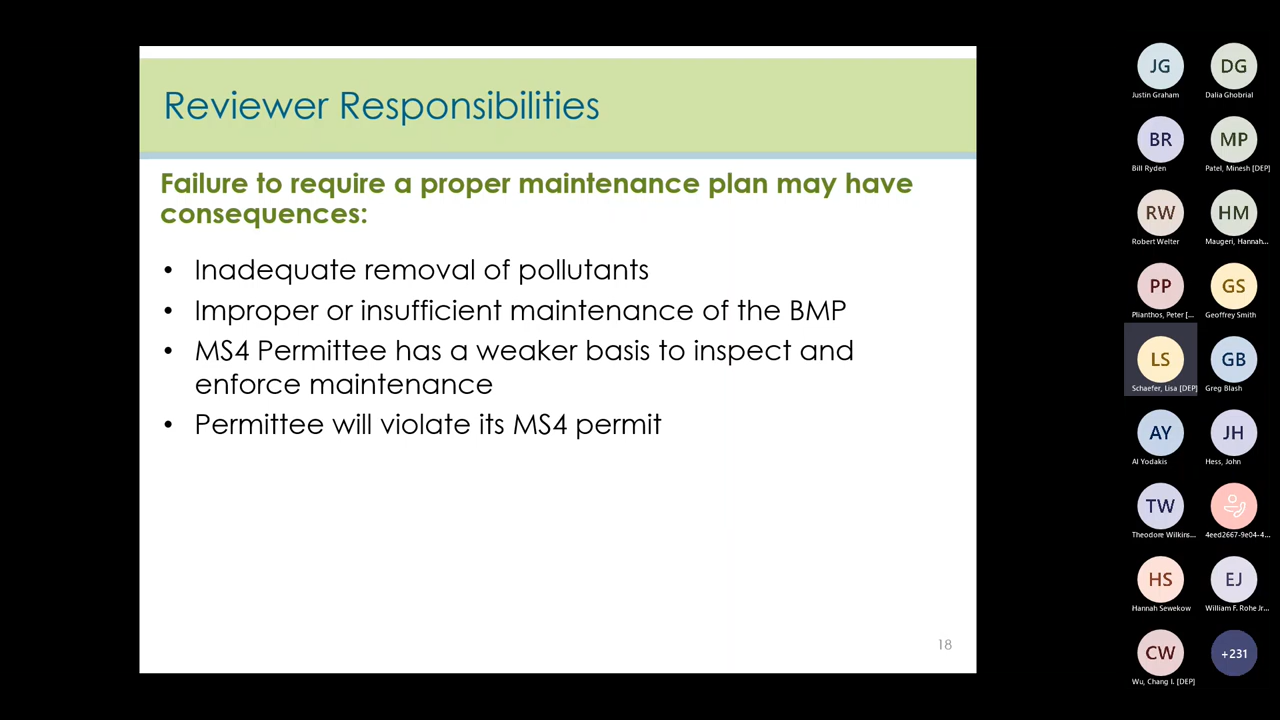 Reviewer Responsibilities
Failure to require a proper maintenance plan may have
consequences:
• Inadequate removal of pollutants
• Improper or insufficient maintenance of the BMP
• MS4 Permittee has a weaker basis to inspect and
enforce maintenance
• Permittee will violate its MS4 permit
18
JG
DG
Justin Graham
Dalia Ghobrial
BR
MP
Bill Ryden
Patel, Minesh [DEP]
RW
HM
Robert Welter
Maugeri, Hannah...
PP
GS
Plianthos, Peter [...
Geoffrey Smith
LS
GB
Schaefer, Lisa [DEP]
Greg Blash
AY
JH
Al Yodakis
Hess, John
TW
Theodore Wilkins...
4eed2667-9e04-4...
HS
EJ
Hannah Sewekow
William F. Rohe Jr...
CW
+231
Wu, Chang I. [DEP]